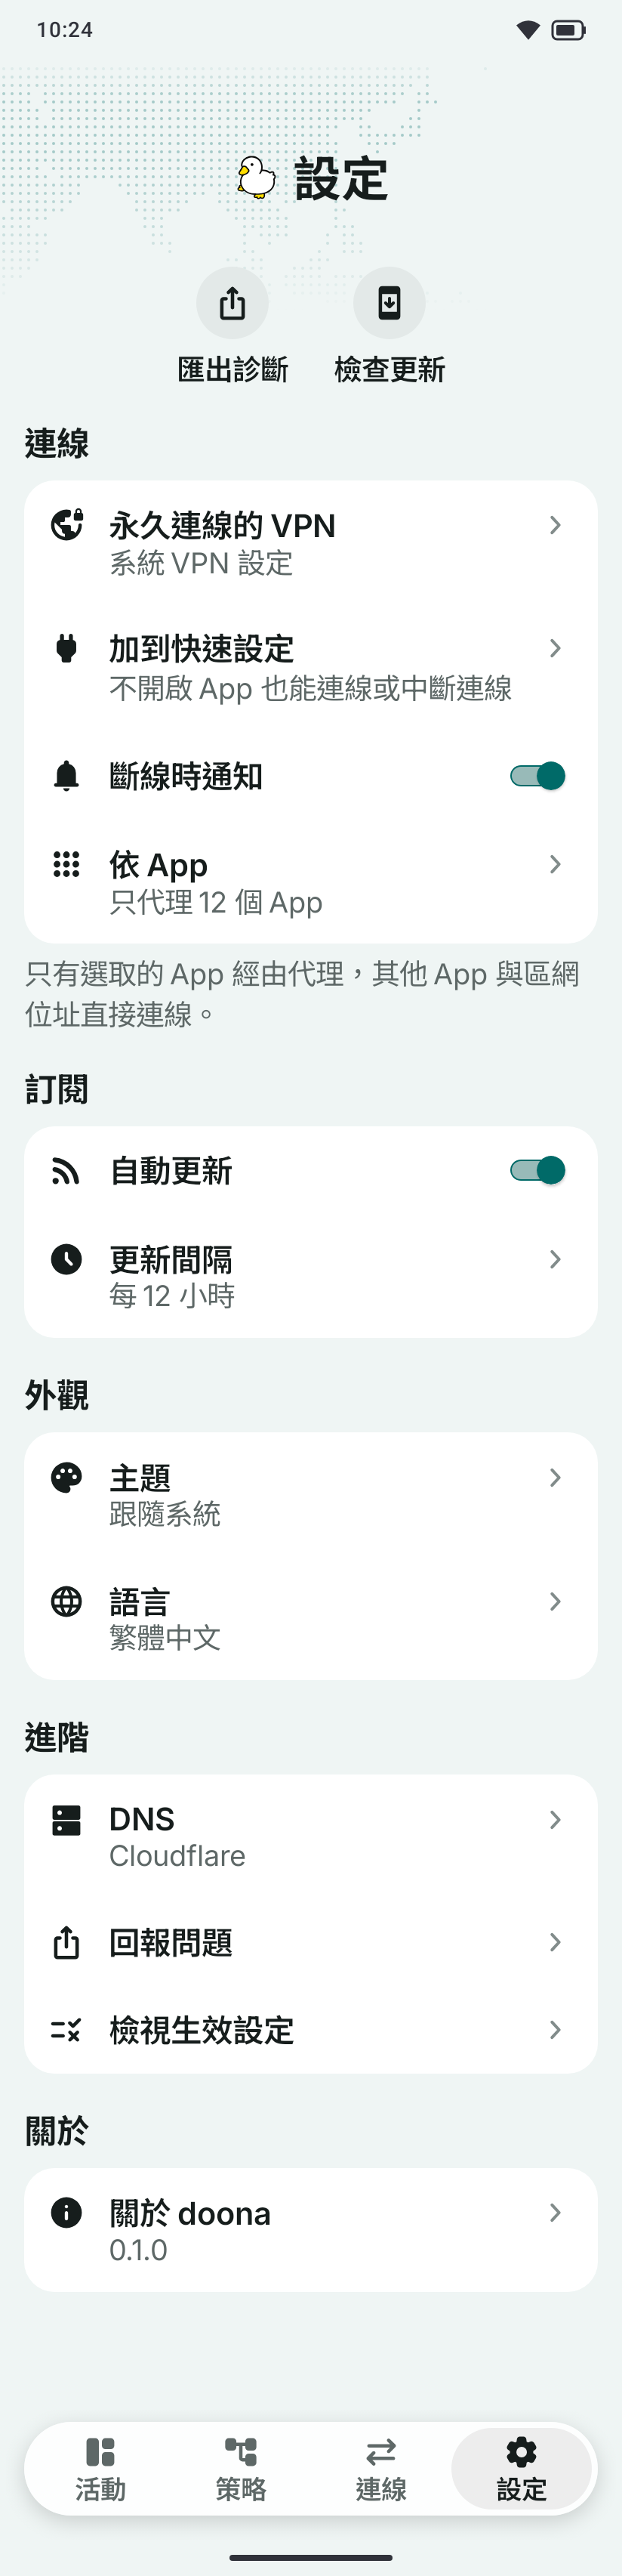 10:24
設定
匯出診斷
檢查更新
連線
永久連線的 VPN
系統 VPN 設定
加到快速設定
不開啟 App 也能連線或中斷連線
斷線時通知
依 App
只代理 12 個 App
只有選取的 App 經由代理，其他 App 與區網
位址直接連線。
訂閱
自動更新
更新間隔
每 12 小時
外觀
主題
跟隨系統
語言
繁體中文
進階
DNS
Cloudflare
回報問題
檢視生效設定
關於
關於 doona
0.1.0
活動
策略
連線
設定